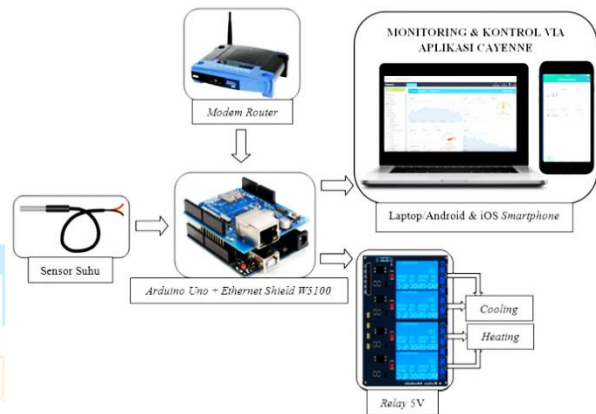 MONITORING & KONTROL VIA
APLIKASI CAYENNE
Modem Router
Laptop/Android & iOS Smartphone
Sensor Suhu
Arduino Uno + Ethernet Shield W5100
Cooling
Heating
Relay 5V